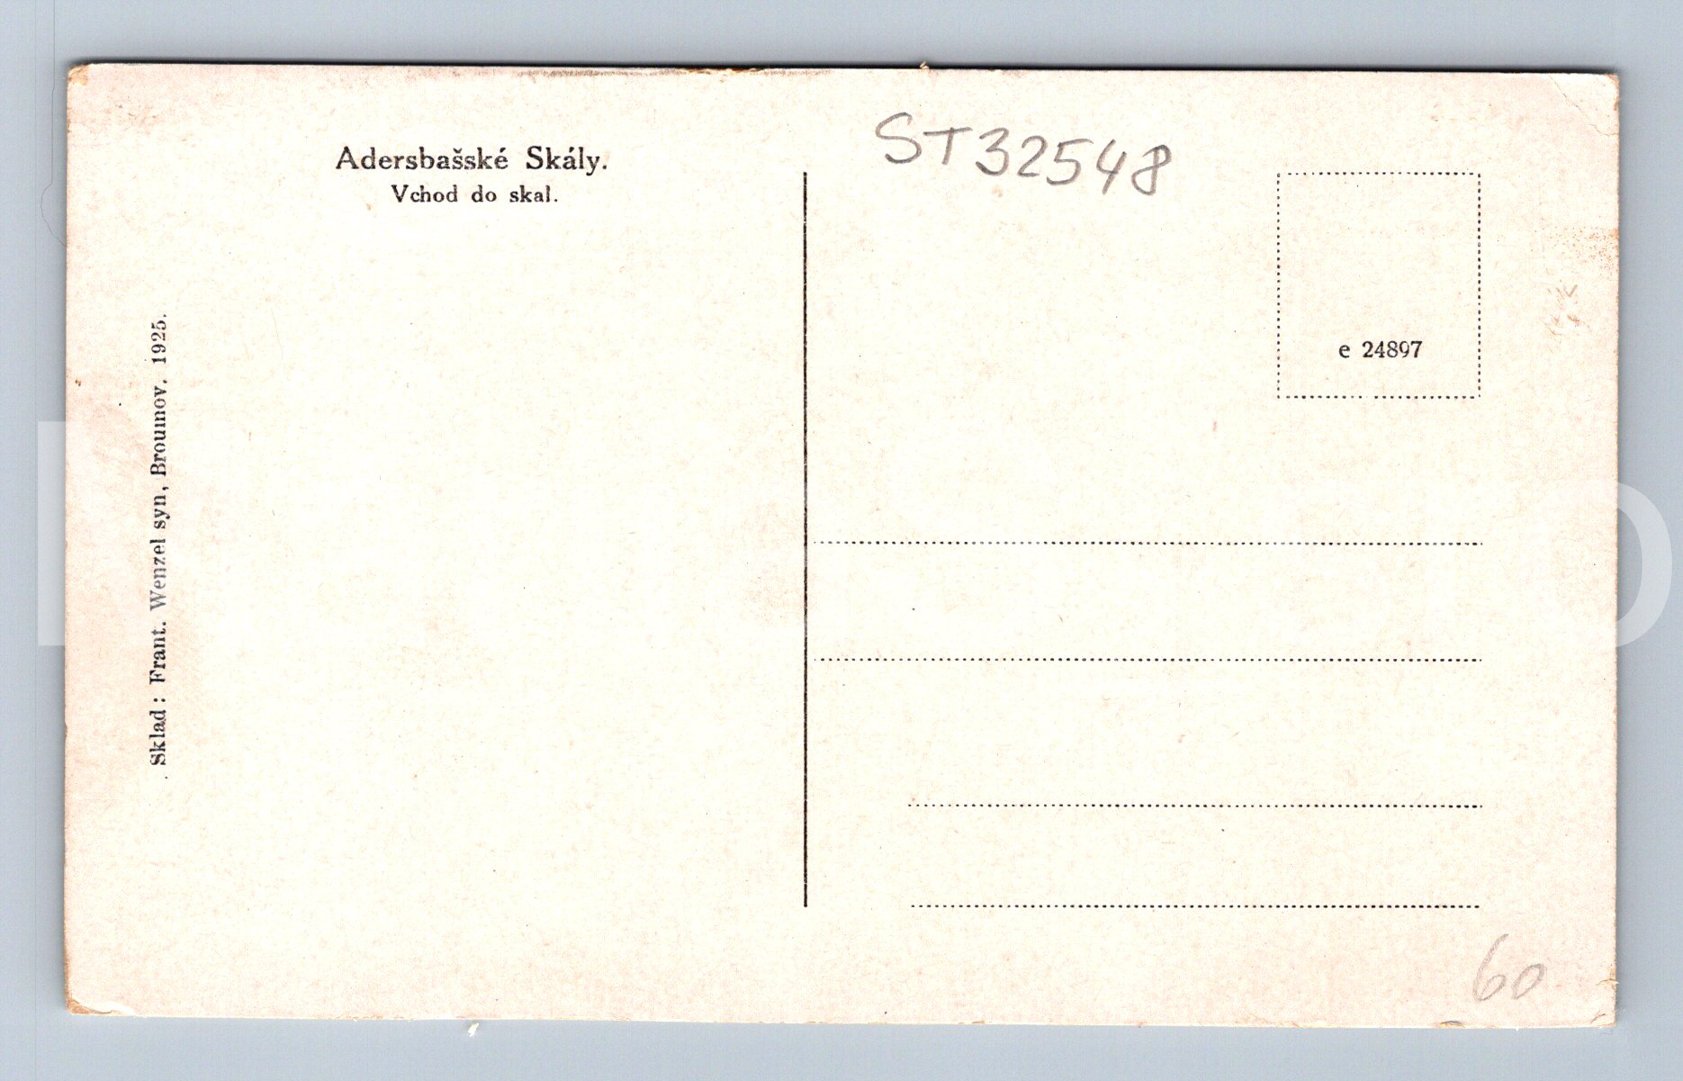 Adersbašské Skály.
Vchod do skal.
ST32548
e 24897
Sklad: Frant. Wenzel syn, Broumov. 1925.
60